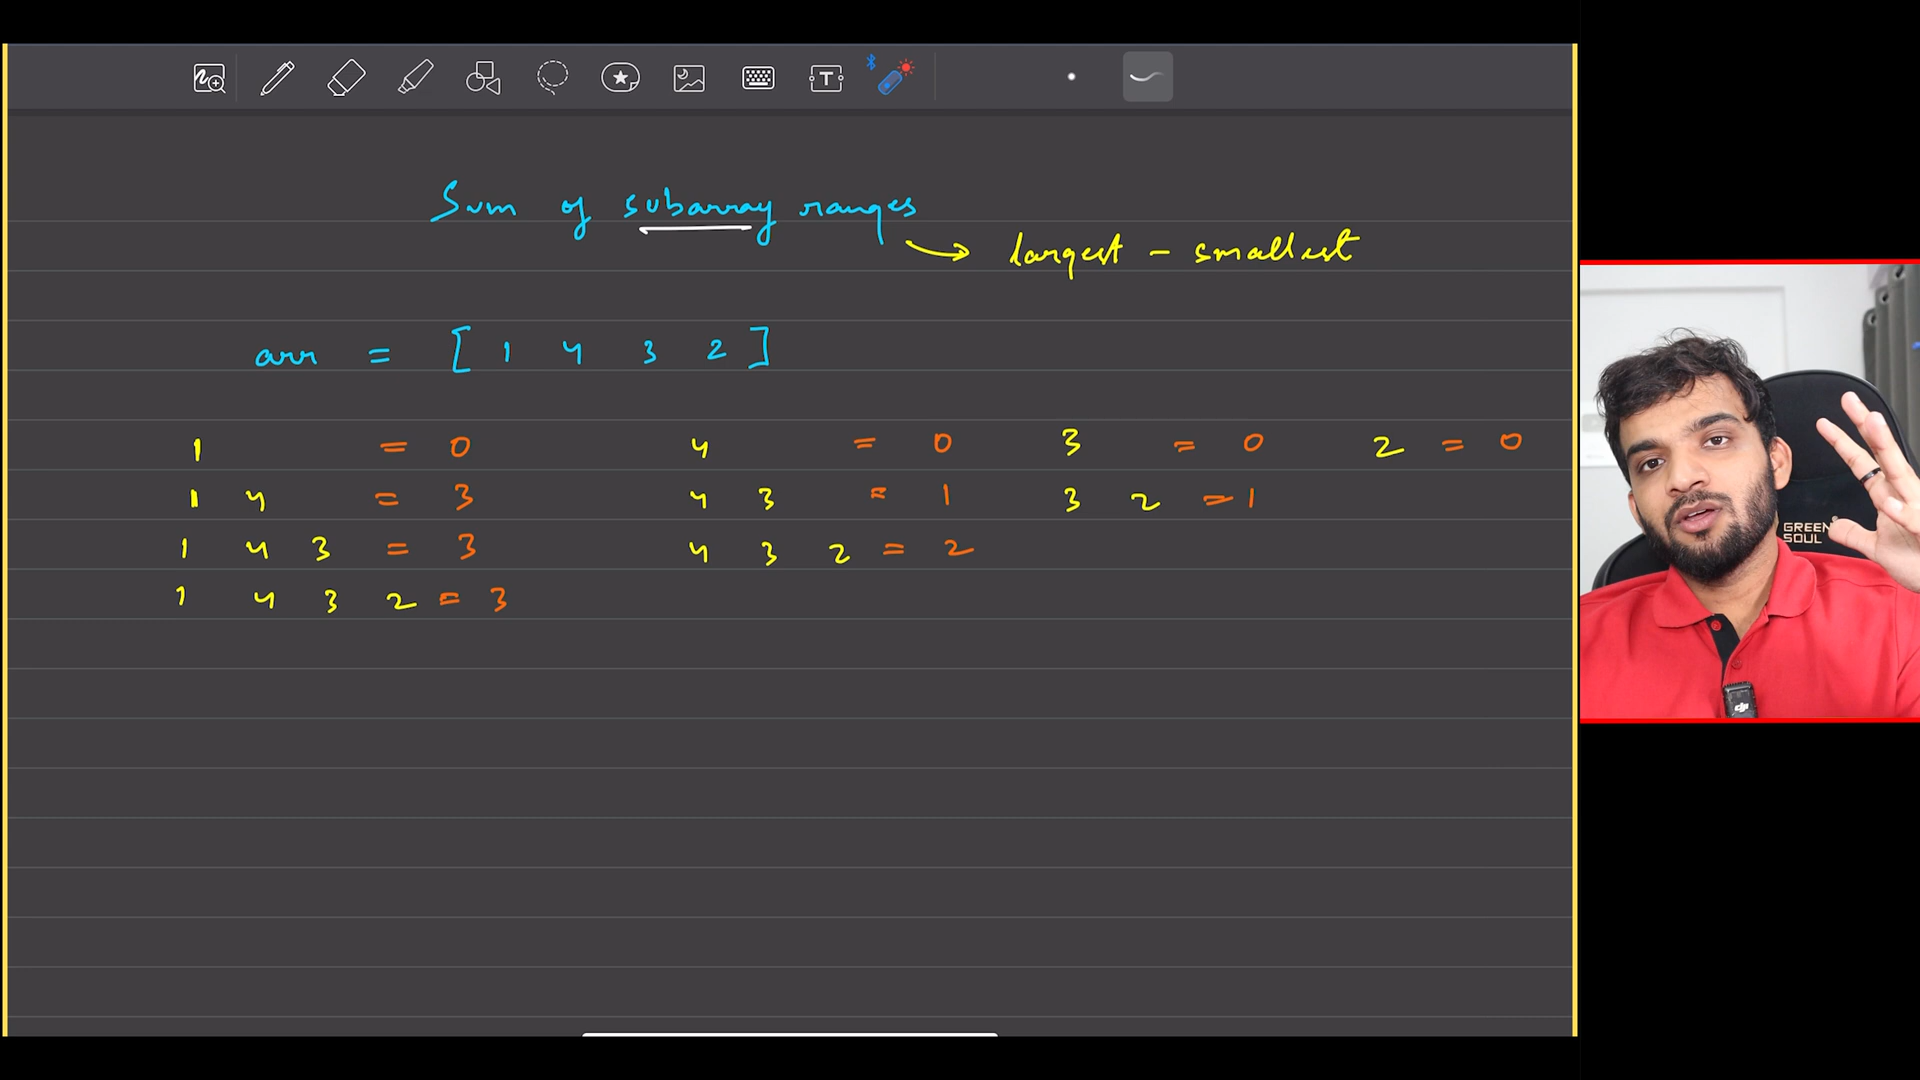 Sum of subarray ranges
largest - smallest
arr = [ 1 4 3 2 ]
1 = 0 4 = 0 3 = 0 2 = 0
1 4 = 3 4 3 = 1 3 2 = 1
1 4 3 = 3 4 3 2 = 2
1 4 3 2 = 3
GREEN
SOUL
dji
T